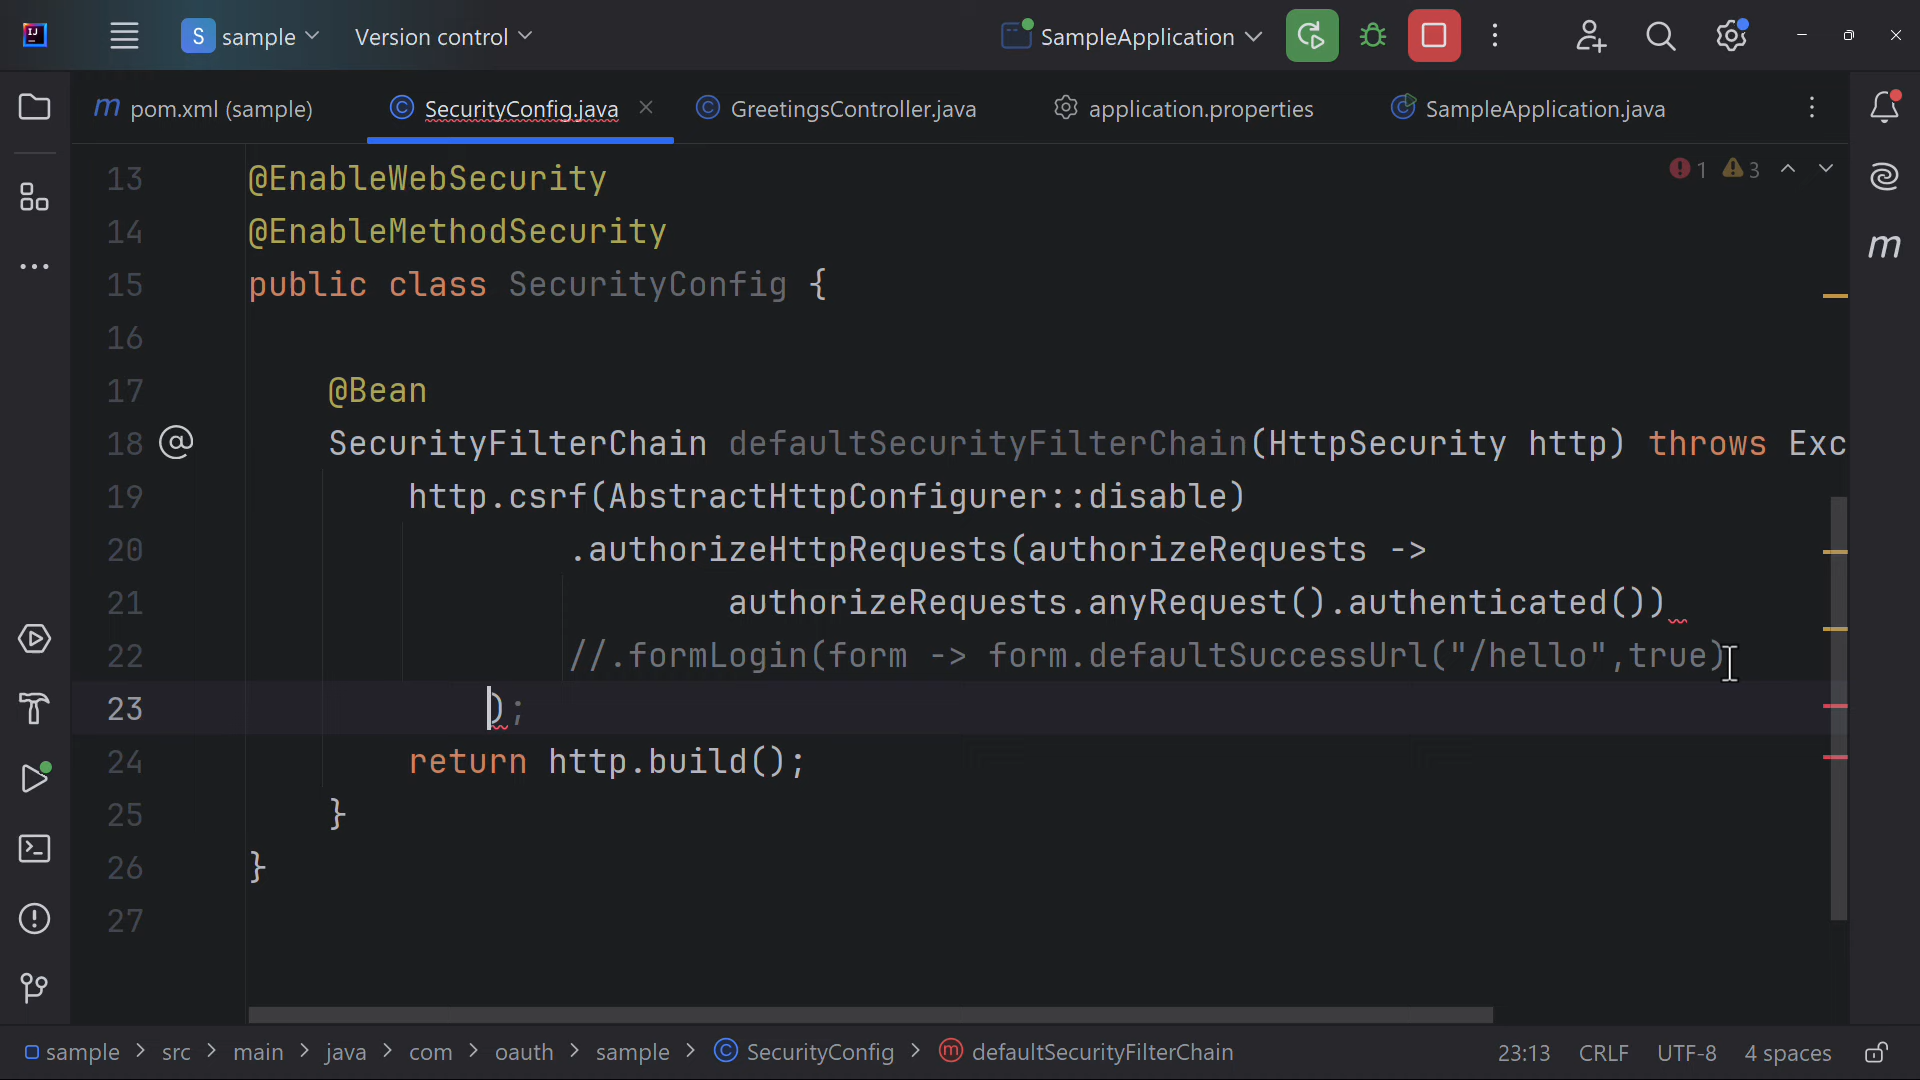 IJ
S sample
Version control
SampleApplication
m pom.xml (sample)
C SecurityConfig.java
C GreetingsController.java
application.properties
C SampleApplication.java
13 @EnableWebSecurity
1 3
14 @EnableMethodSecurity
15 public class SecurityConfig {
16
17 @Bean
18 SecurityFilterChain defaultSecurityFilterChain(HttpSecurity http) throws Exc
19 http.csrf(AbstractHttpConfigurer::disable)
20 .authorizeHttpRequests(authorizeRequests ->
21 authorizeRequests.anyRequest().authenticated())
22 //.formLogin(form -> form.defaultSuccessUrl("/hello",true)
23 );
24 return http.build();
25 }
26 }
27
m
sample > src > main > java > com > oauth > sample > C SecurityConfig > m defaultSecurityFilterChain
23:13 CRLF UTF-8 4 spaces